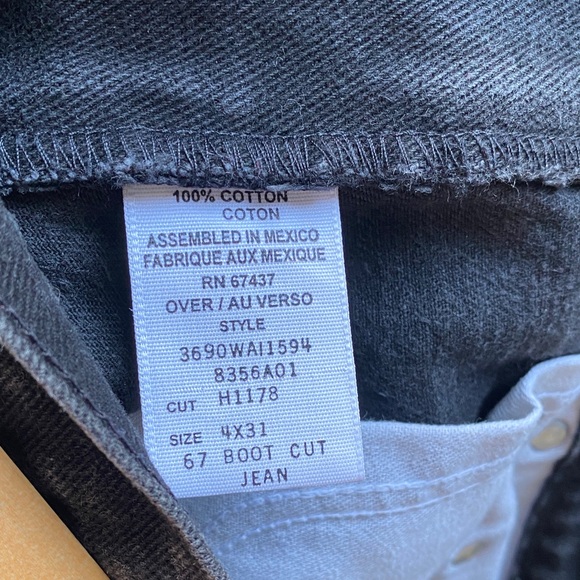 100% COTTON
COTON
ASSEMBLED IN MEXICO
FABRIQUE AUX MEXIQUE
RN 67437
OVER / AU VERSO
STYLE
3690WAI1594
8356A01
CUT H1178
SIZE 4X31
67 BOOT CUT
JEAN